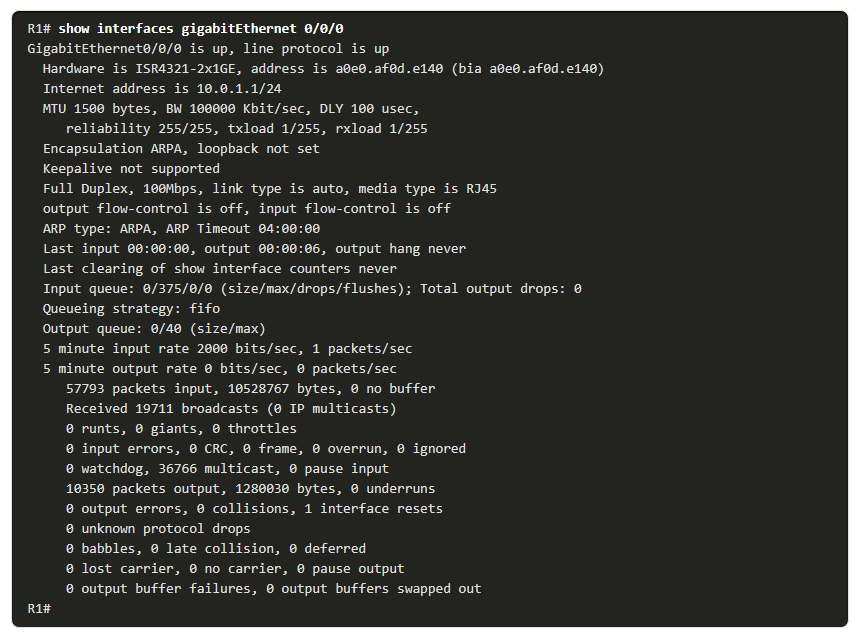 R1# show interfaces gigabitEthernet 0/0/0
GigabitEthernet0/0/0 is up, line protocol is up
Hardware is ISR4321-2x1GE, address is a0e0.af0d.e140 (bia a0e0.af0d.e140)
Internet address is 10.0.1.1/24
MTU 1500 bytes, BW 100000 Kbit/sec, DLY 100 usec,
reliability 255/255, txload 1/255, rxload 1/255
Encapsulation ARPA, loopback not set
Keepalive not supported
Full Duplex, 100Mbps, link type is auto, media type is RJ45
output flow-control is off, input flow-control is off
ARP type: ARPA, ARP Timeout 04:00:00
Last input 00:00:00, output 00:00:06, output hang never
Last clearing of show interface counters never
Input queue: 0/375/0/0 (size/max/drops/flushes); Total output drops: 0
Queueing strategy: fifo
Output queue: 0/40 (size/max)
5 minute input rate 2000 bits/sec, 1 packets/sec
5 minute output rate 0 bits/sec, 0 packets/sec
57793 packets input, 10528767 bytes, 0 no buffer
Received 19711 broadcasts (0 IP multicasts)
0 runts, 0 giants, 0 throttles
0 input errors, 0 CRC, 0 frame, 0 overrun, 0 ignored
0 watchdog, 36766 multicast, 0 pause input
10350 packets output, 1280030 bytes, 0 underruns
0 output errors, 0 collisions, 1 interface resets
0 unknown protocol drops
0 babbles, 0 late collision, 0 deferred
0 lost carrier, 0 no carrier, 0 pause output
0 output buffer failures, 0 output buffers swapped out
R1#